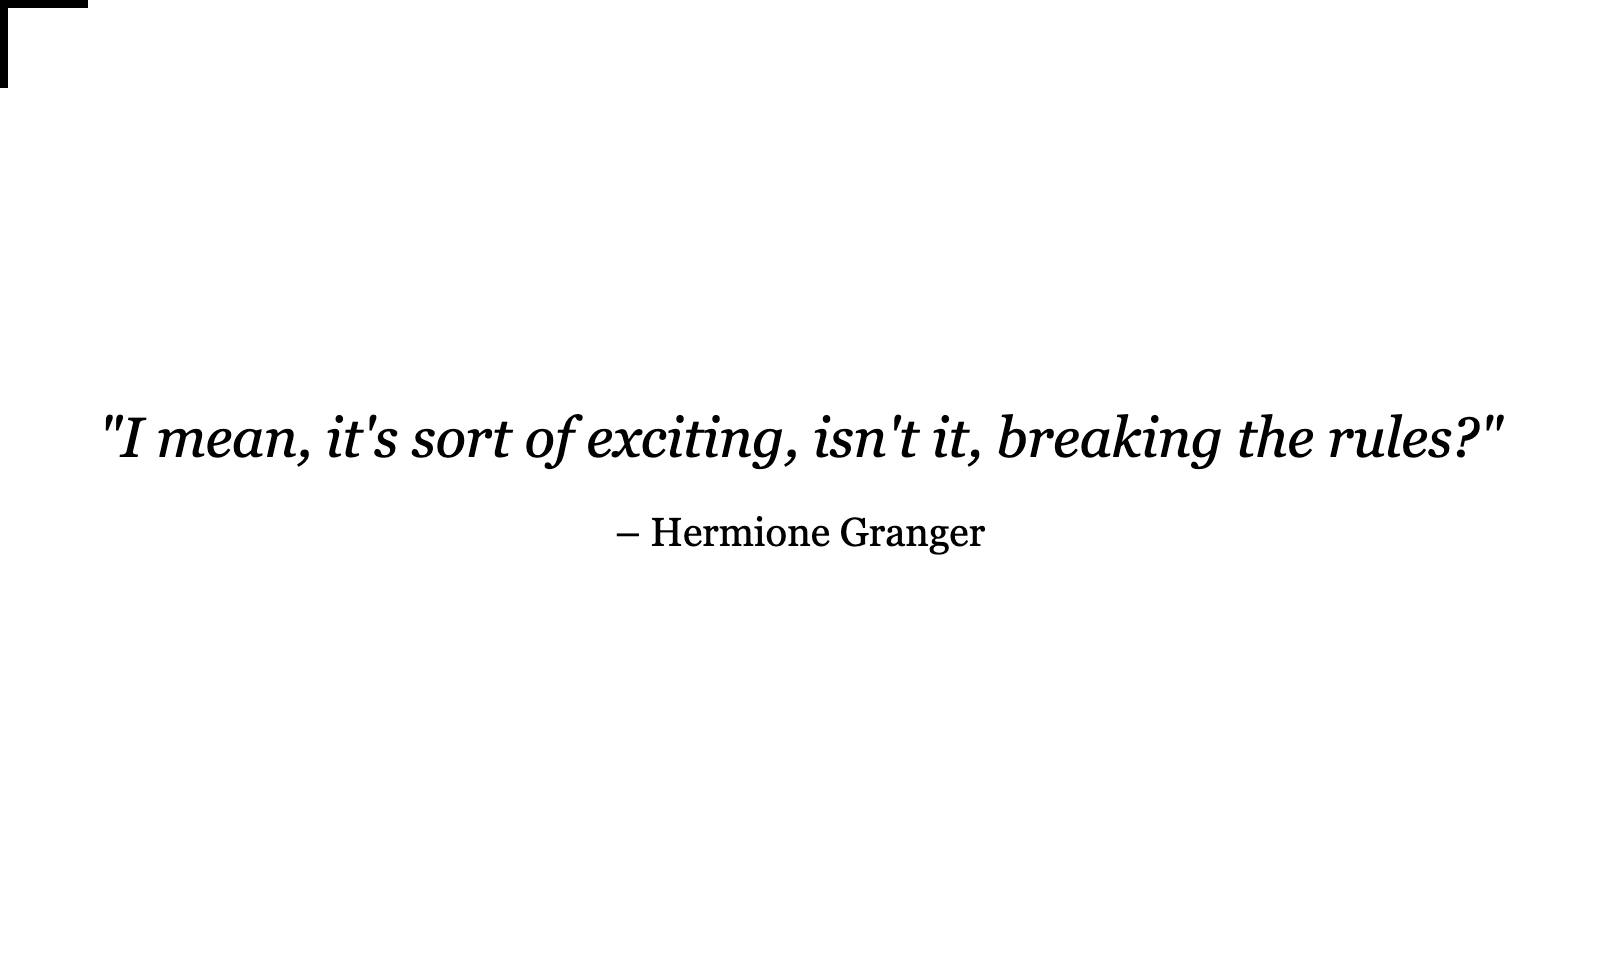 "I mean, it's sort of exciting, isn't it, breaking the rules?"
– Hermione Granger